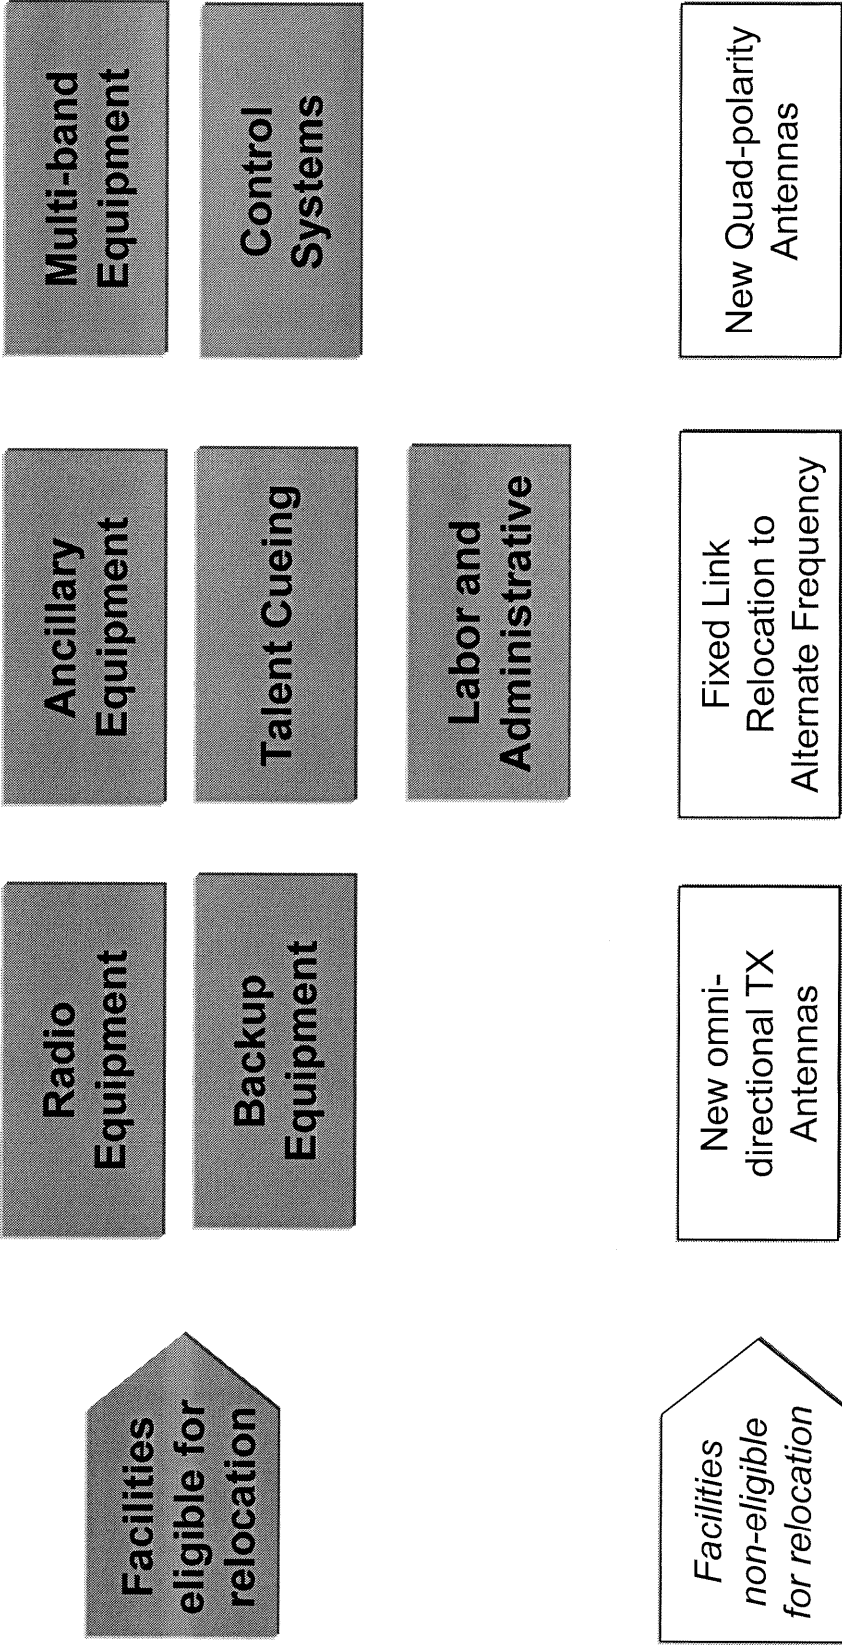 Facilities
eligible for
relocation
Radio
Equipment
Ancillary
Equipment
Multi-band
Equipment
Backup
Equipment
Talent Cueing
Control
Systems
Labor and
Administrative
Facilities
non-eligible
for relocation
New omni-
directional TX
Antennas
Fixed Link
Relocation to
Alternate Frequency
New Quad-polarity
Antennas